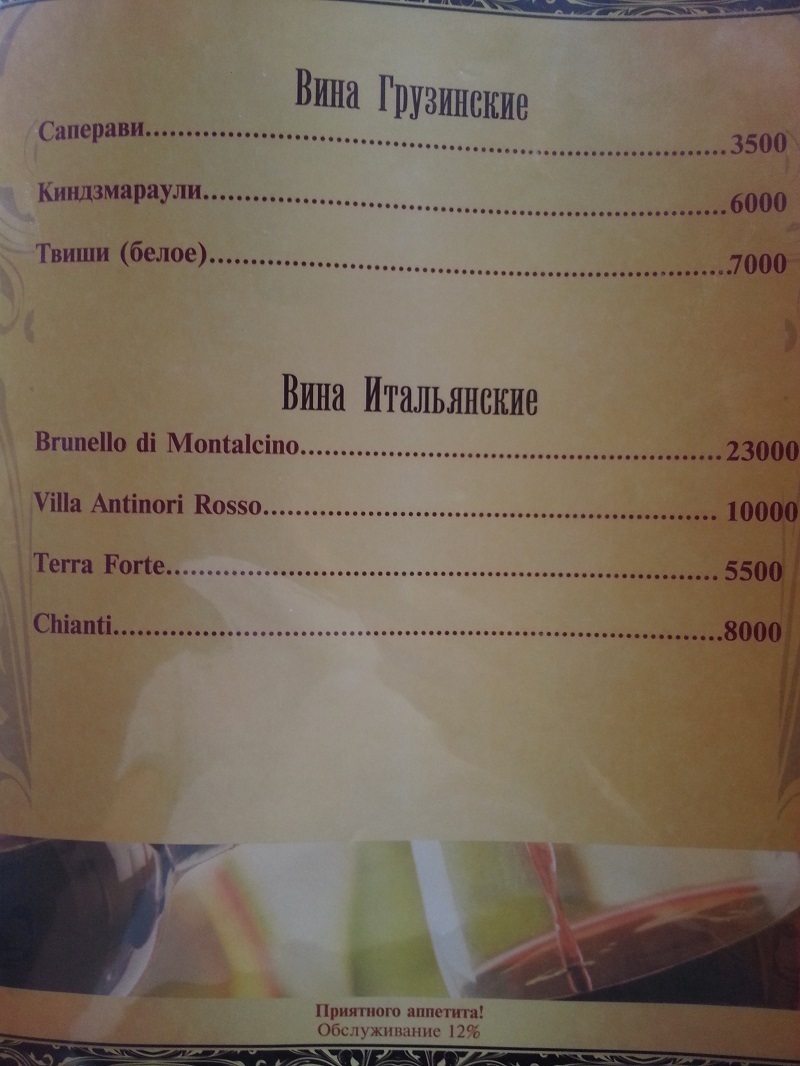 Вина Грузинские
Саперави.......................................................3500
Киндзмараули.......................................................6000
Твиши (белое).......................................................7000
Вина Итальянские
Brunello di Montalcino.......................................................23000
Villa Antinori Rosso....................................................... 10000
Terra Forte....................................................... 5500
Chianti.......................................................8000
Приятного аппетита!
Обслуживание 12%